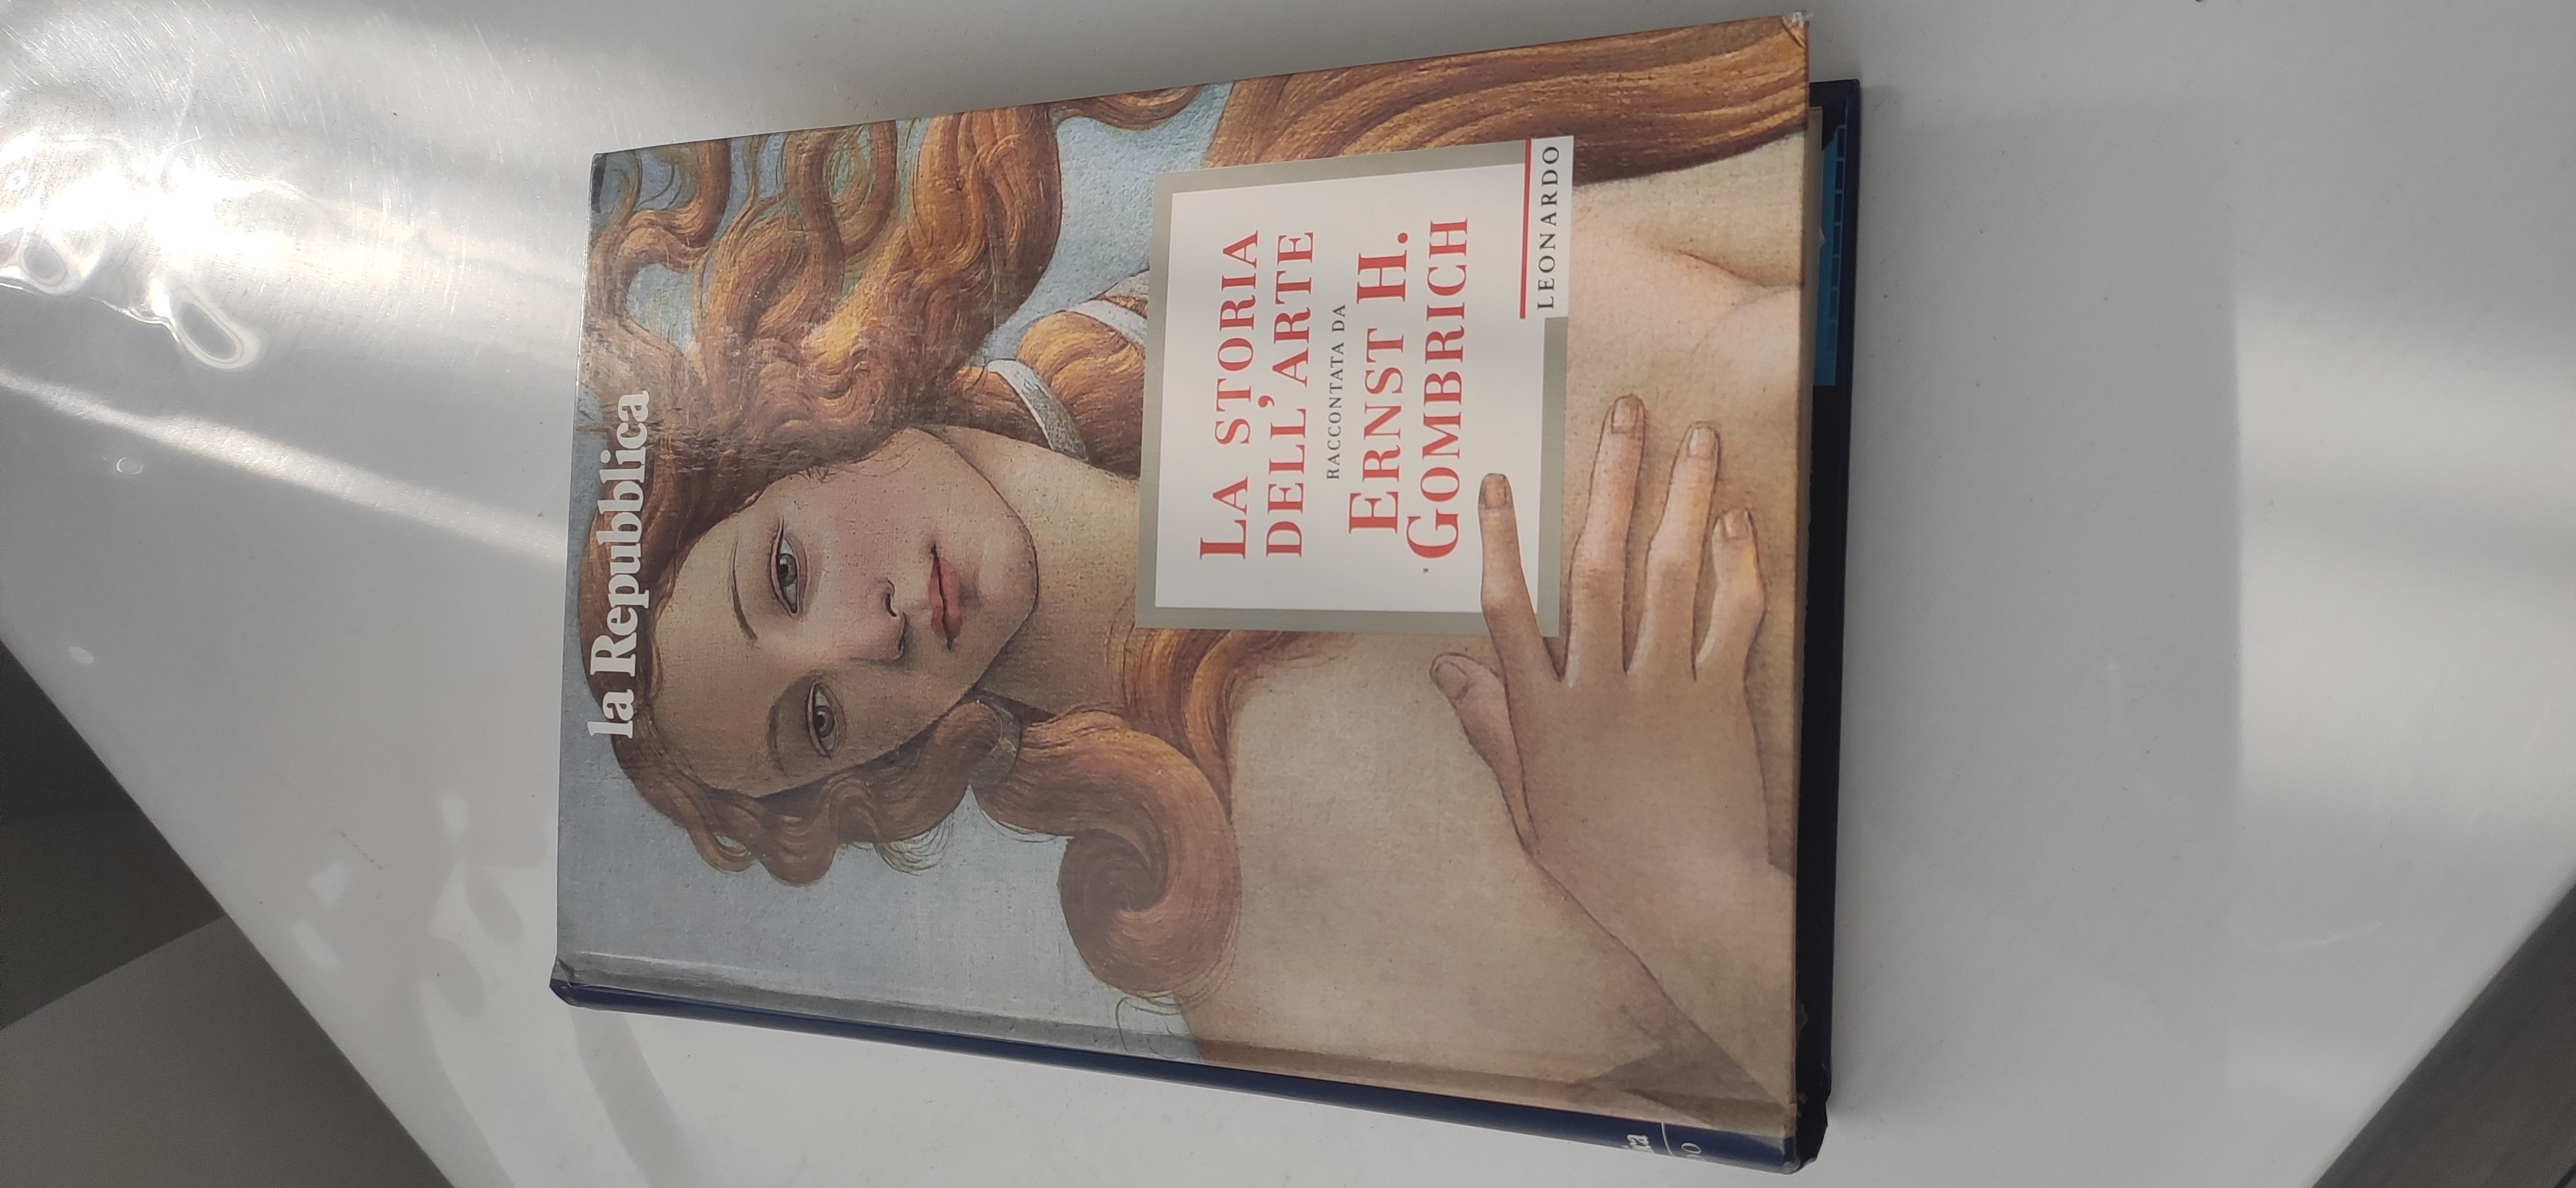 la Repubblica
LA STORIA
DELL'ARTE
RACCONTATA DA
ERNST H.
GOMBRICH
LEONARDO